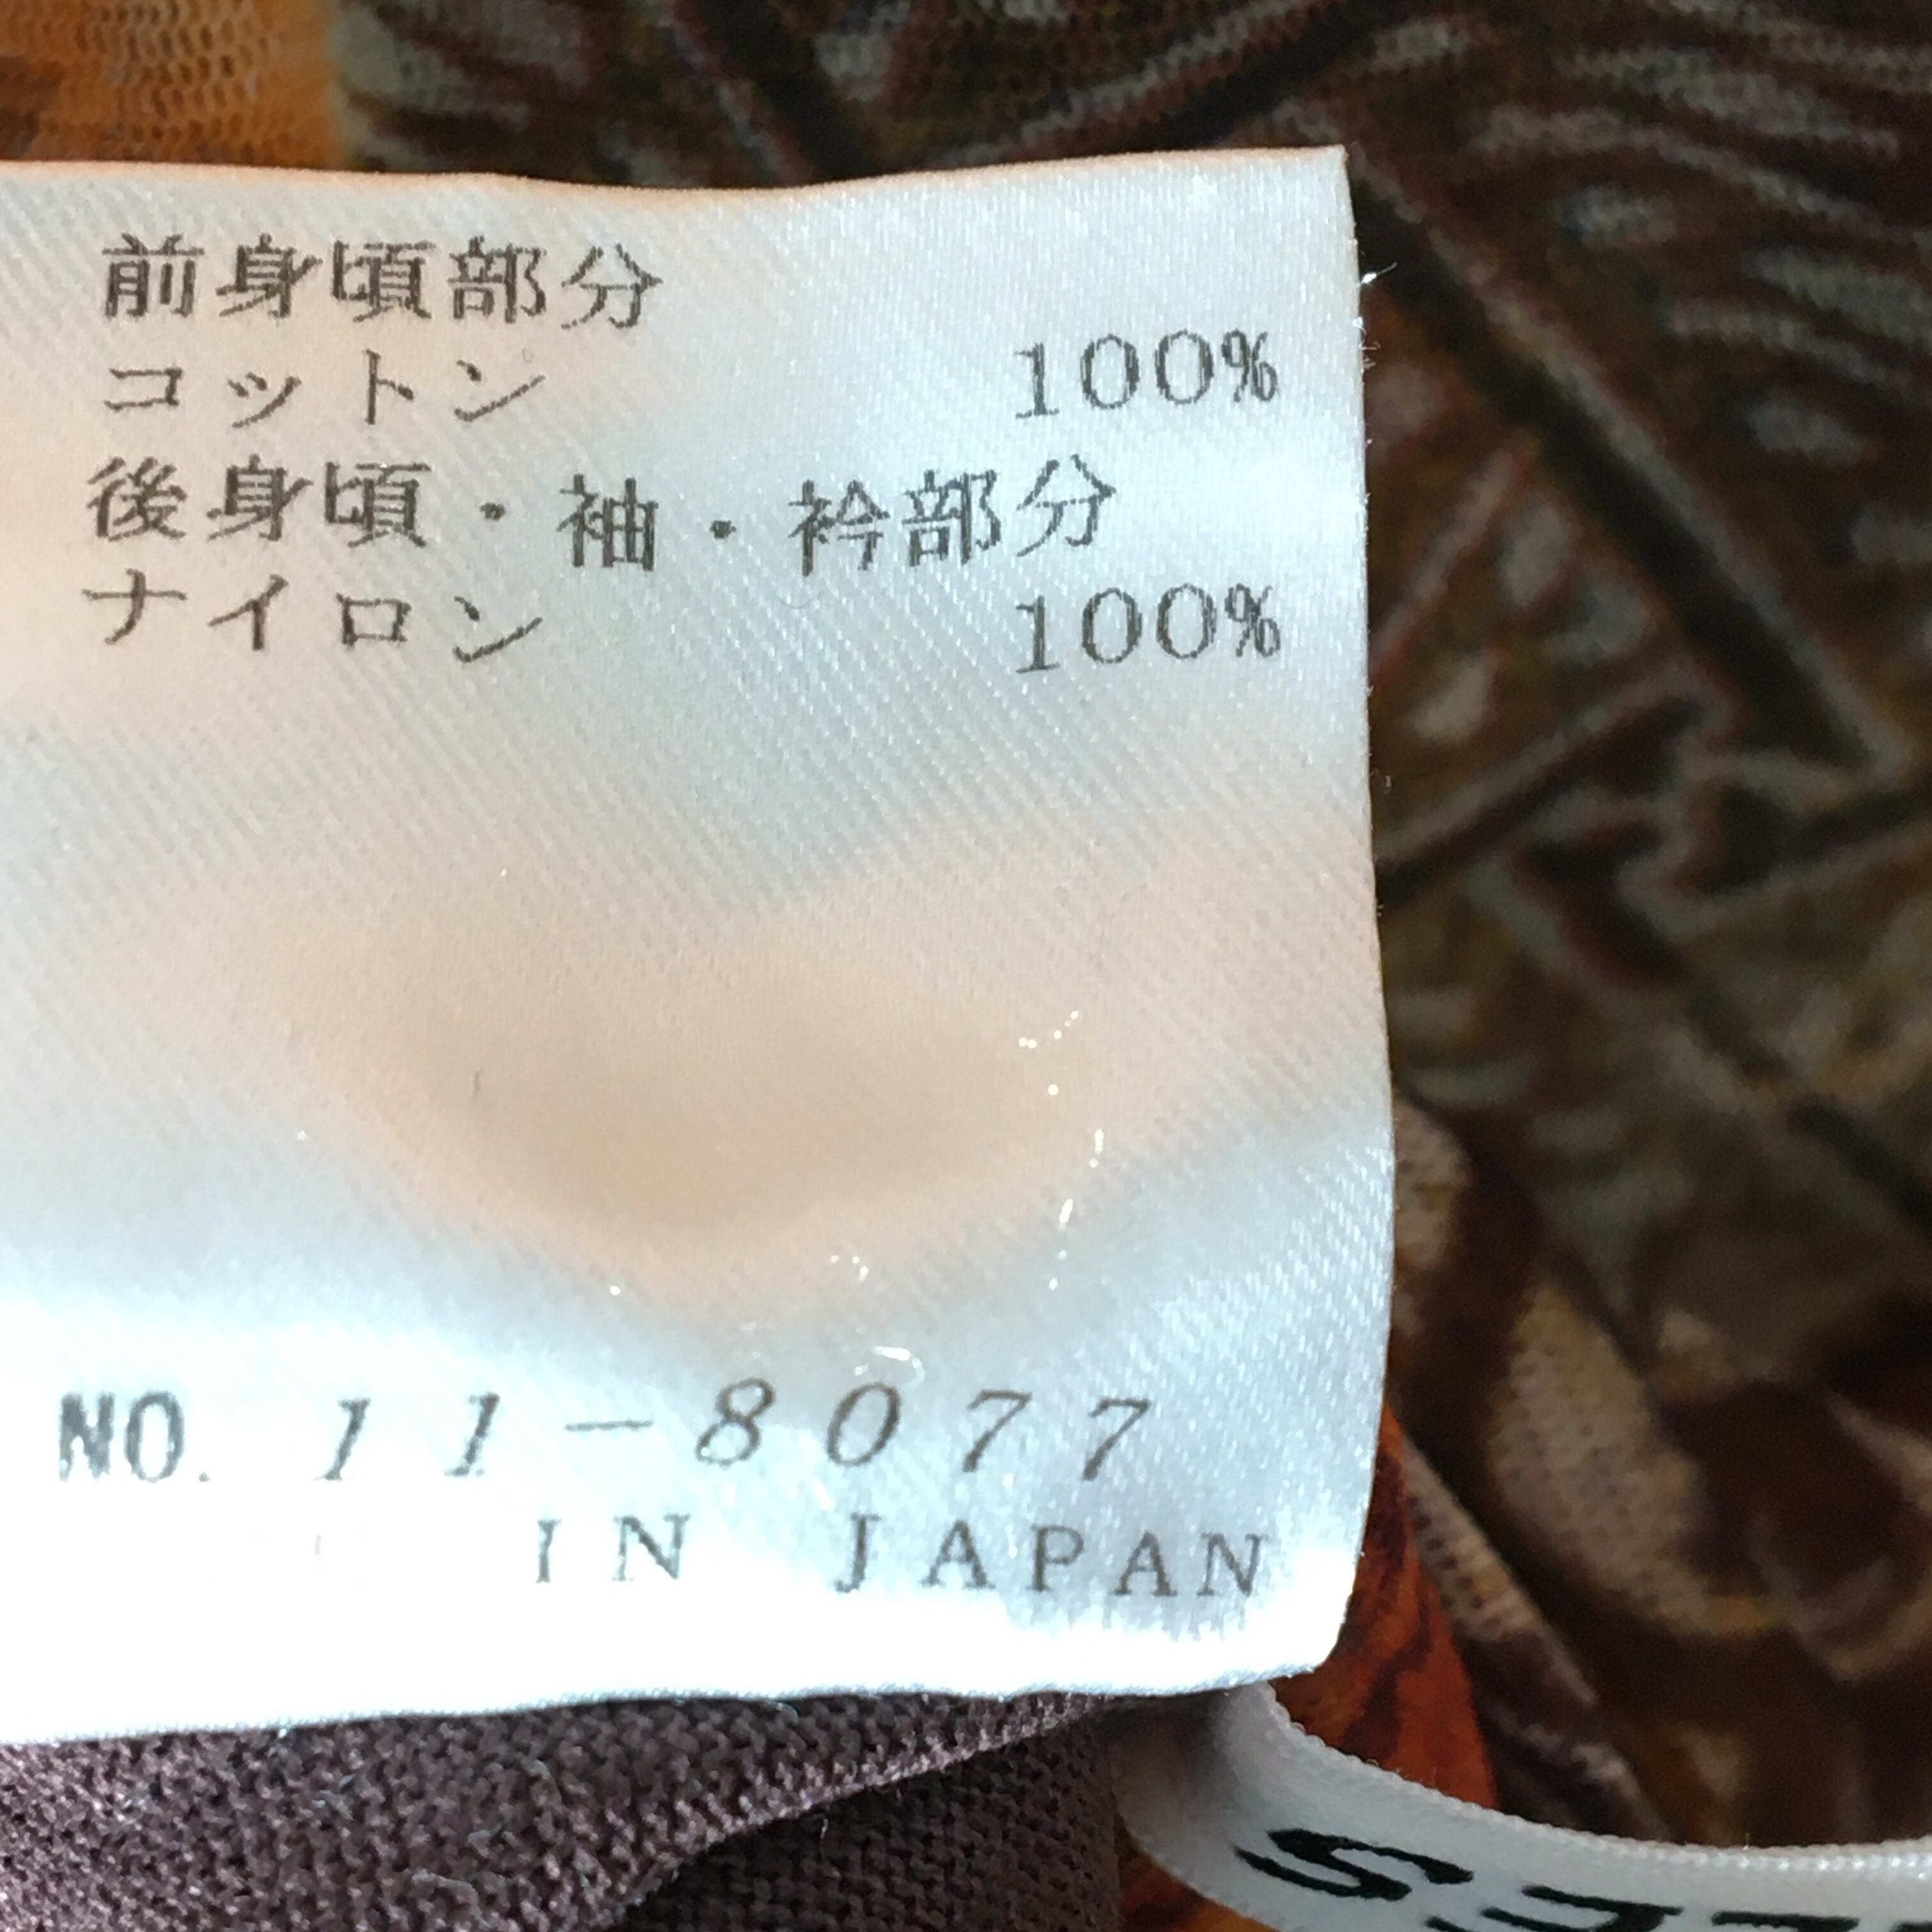 前身頃部分
コットン 100%
後身頃・袖・衿部分
ナイロン 100%
NO. 11-8077
IN JAPAN